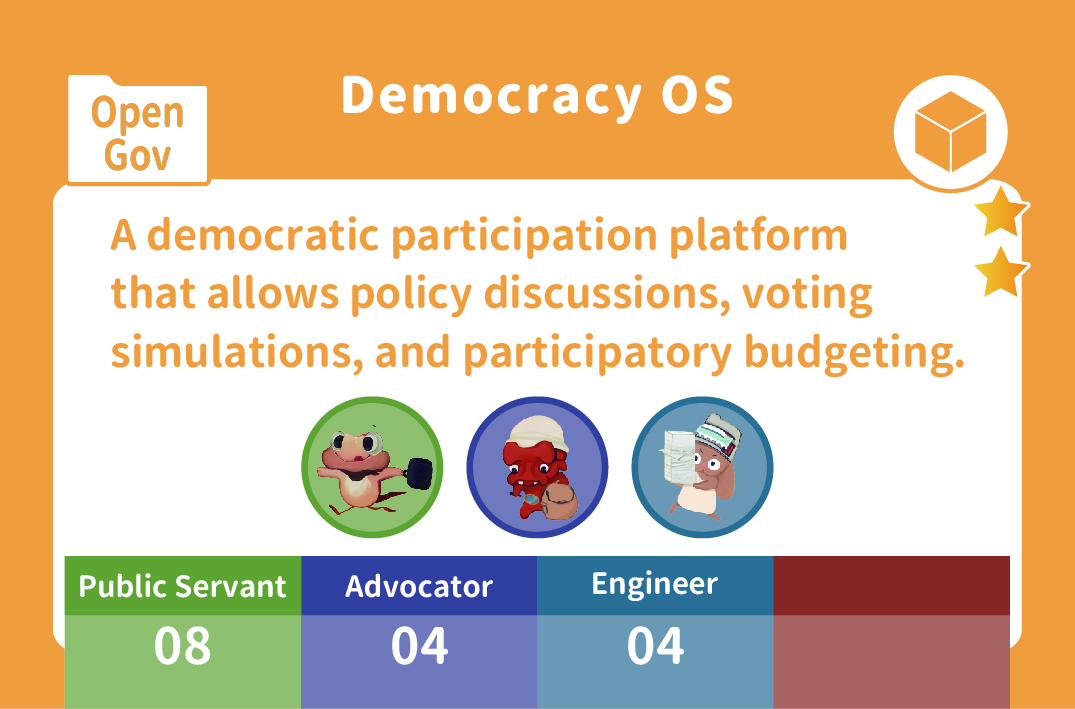 Open
Gov
Democracy OS
A democratic participation platform
that allows policy discussions, voting
simulations, and participatory budgeting.
Public Servant
Advocator
Engineer
08
04
04